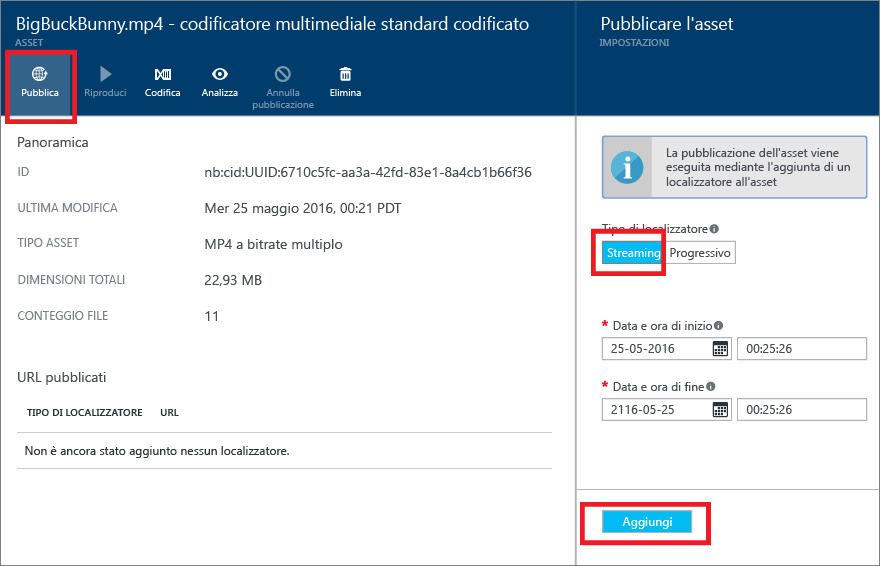 BigBuckBunny.mp4 - codificatore multimediale standard codificato
ASSET
Pubblica
Riproduci
Codifica
Analizza
Annulla
pubblicazione
Elimina
Panoramica
ID nb:cid:UUID:6710c5fc-aa3a-42fd-83e1-8a4cb1b66f36
ULTIMA MODIFICA Mer 25 maggio 2016, 00:21 PDT
TIPO ASSET MP4 a bitrate multiplo
DIMENSIONI TOTALI 22,93 MB
CONTEGGIO FILE 11
URL pubblicati
TIPO DI LOCALIZZATORE URL
Non è ancora stato aggiunto nessun localizzatore.
Pubblicare l'asset
IMPOSTAZIONI
La pubblicazione dell'asset viene
eseguita mediante l'aggiunta di un
localizzatore all'asset
Tipo di localizzatore
Streaming Progressivo
* Data e ora di inizio
25-05-2016 00:25:26
* Data e ora di fine
2116-05-25 00:25:26
Aggiungi